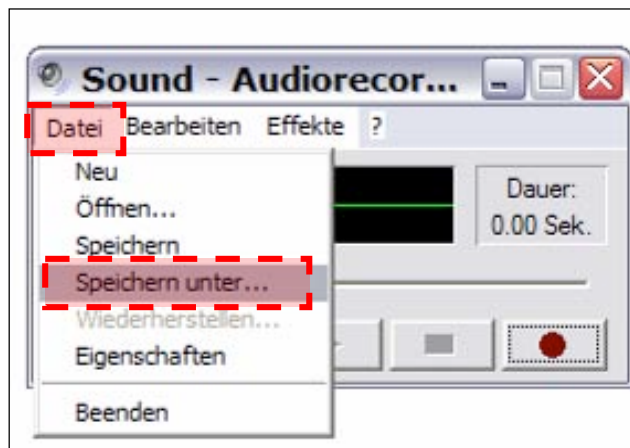 Sound - Audiorecor...
Datei Bearbeiten Effekte ?
Neu
Öffnen...
Speichern
Speichern unter...
Wiederherstellen...
Eigenschaften
Beenden
Dauer:
0.00 Sek.